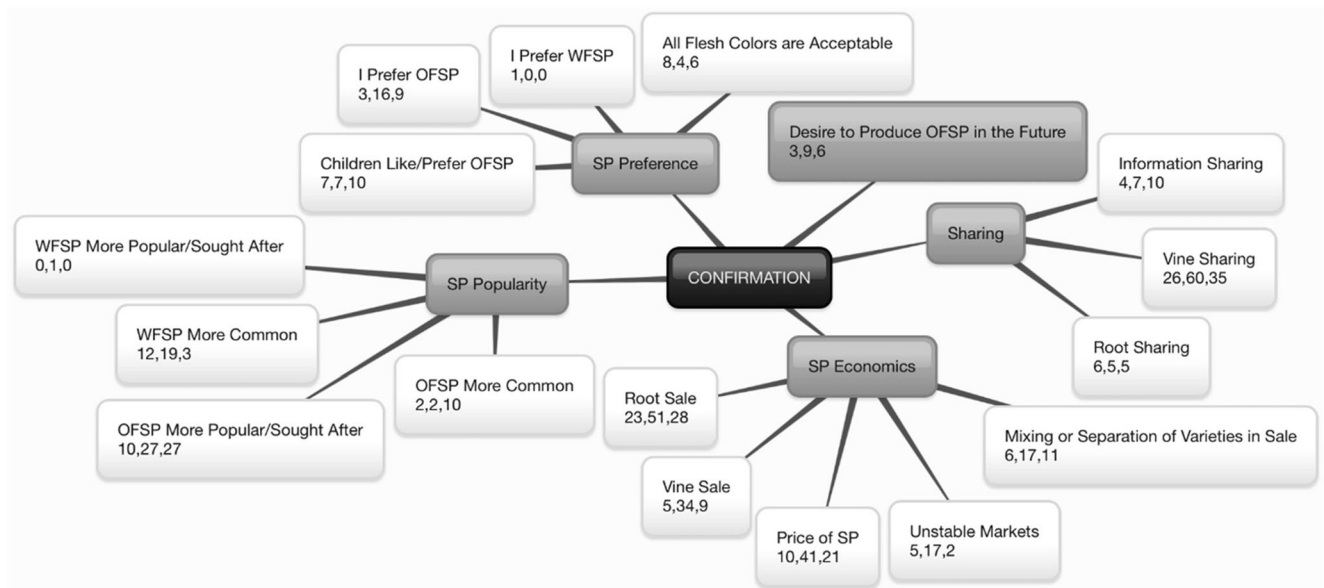 All Flesh Colors are Acceptable
8,4,6
I Prefer WFSP
1,0,0
I Prefer OFSP
3,16,9
Children Like/Prefer OFSP
7,7,10
SP Preference
Desire to Produce OFSP in the Future
3,9,6
Information Sharing
4,7,10
Sharing
Vine Sharing
26,60,35
Root Sharing
6,5,5
CONFIRMATION
WFSP More Popular/Sought After
0,1,0
SP Popularity
WFSP More Common
12,19,3
OFSP More Common
2,2,10
OFSP More Popular/Sought After
10,27,27
SP Economics
Root Sale
23,51,28
Mixing or Separation of Varieties in Sale
6,17,11
Vine Sale
5,34,9
Price of SP
10,41,21
Unstable Markets
5,17,2